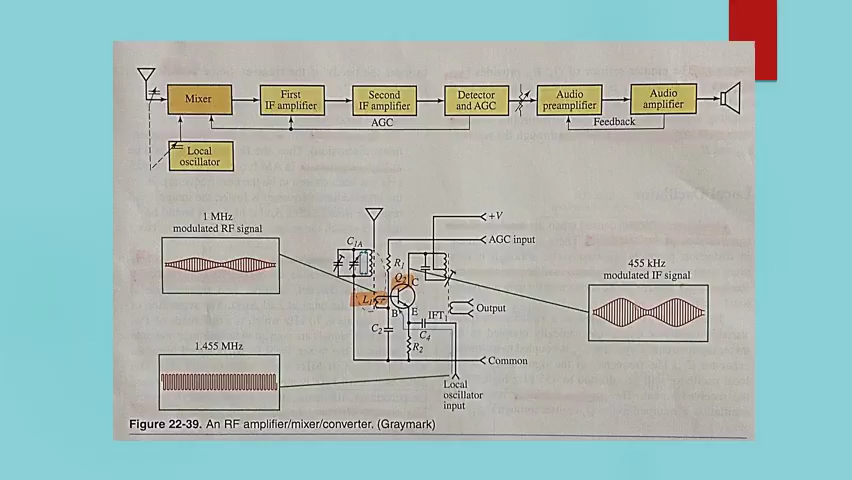 Mixer
First
IF amplifier
Second
IF amplifier
Detector
and AGC
Audio
preamplifier
Audio
amplifier
AGC
Feedback
Local
oscillator
1 MHz
modulated RF signal
C1A
+V
AGC input
R1
Q2
C
455 kHz
modulated IF signal
L1
Output
B
E
IFT1
C2
C4
R2
1.455 MHz
Common
Local
oscillator
input
Figure 22-39. An RF amplifier/mixer/converter. (Graymark)